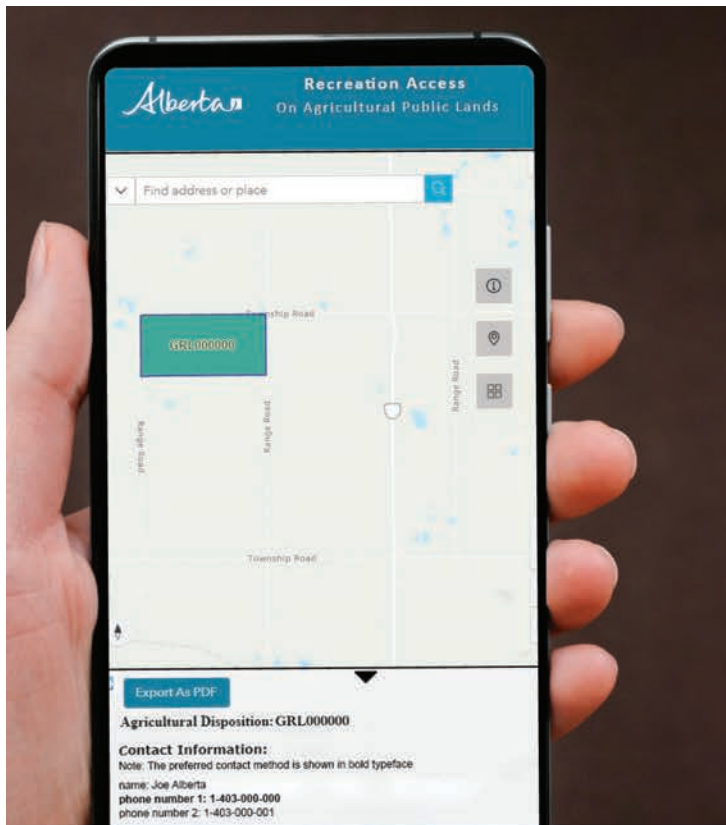 Alberta
Recreation Access
On Agricultural Public Lands
Find address or place
Township Road
GRL000000
Range Road
Range Road
Range Road
Township Road
Export As PDF
Agricultural Disposition: GRL000000
Contact Information:
Note: The preferred contact method is shown in bold typeface
name: Joe Alberta
phone number 1: 1-403-000-000
phone number 2: 1-403-000-001